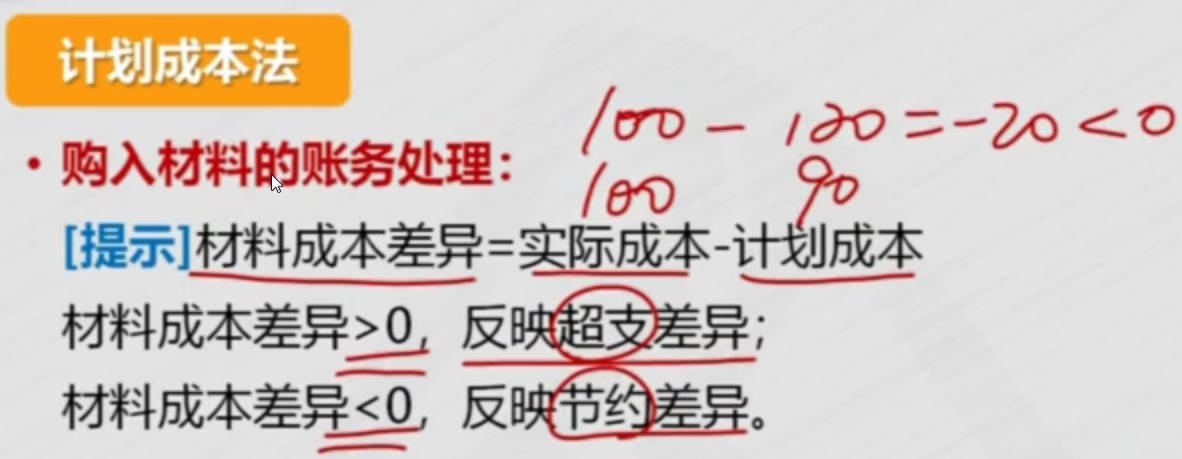 计划成本法
100 - 120 = -20 < 0
• 购入材料的账务处理：
100 90
[提示]材料成本差异=实际成本-计划成本
材料成本差异>0，反映超支差异；
材料成本差异<0，反映节约差异。